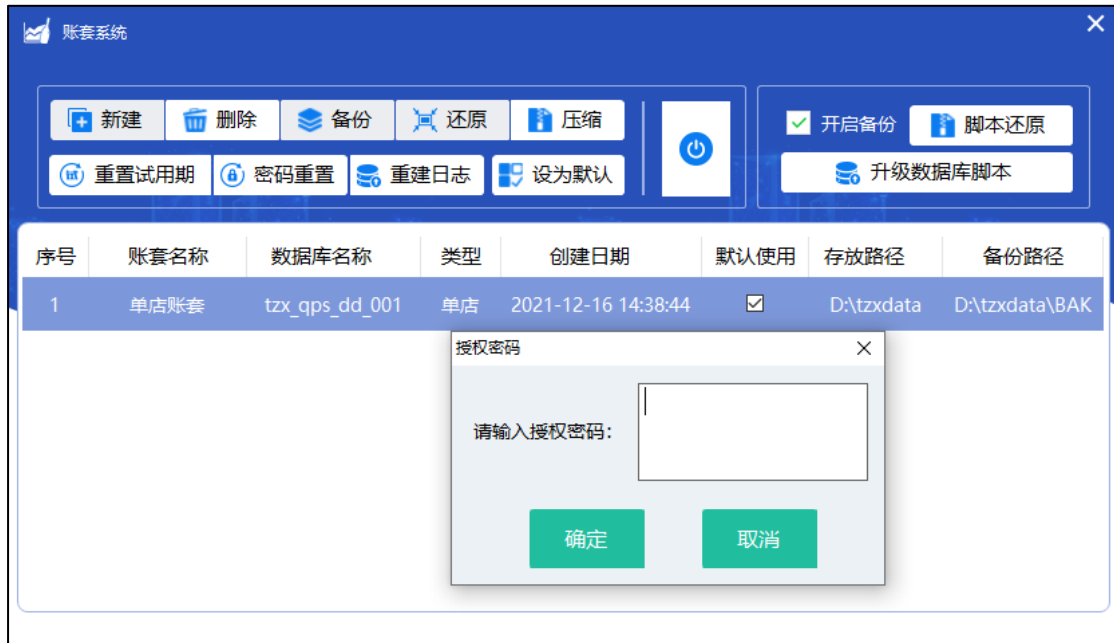 账套系统
新建 删除 备份 还原 压缩
开启备份 脚本还原
重置试用期 密码重置 重建日志 设为默认
升级数据库脚本
序号 账套名称 数据库名称 类型 创建日期 默认使用 存放路径 备份路径
1 单店账套 tzx_qps_dd_001 单店 2021-12-16 14:38:44 D:\tzxdata D:\tzxdata\BAK
授权密码
请输入授权密码：
确定 取消